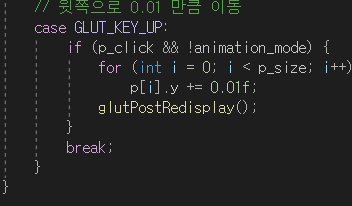 // 윗쪽으로 0.01 만큼 이동
case GLUT_KEY_UP:
if (p_click && !animation_mode) {
for (int i = 0; i < p_size; i++)
p[i].y += 0.01f;
glutPostRedisplay();
}
break;
}
}